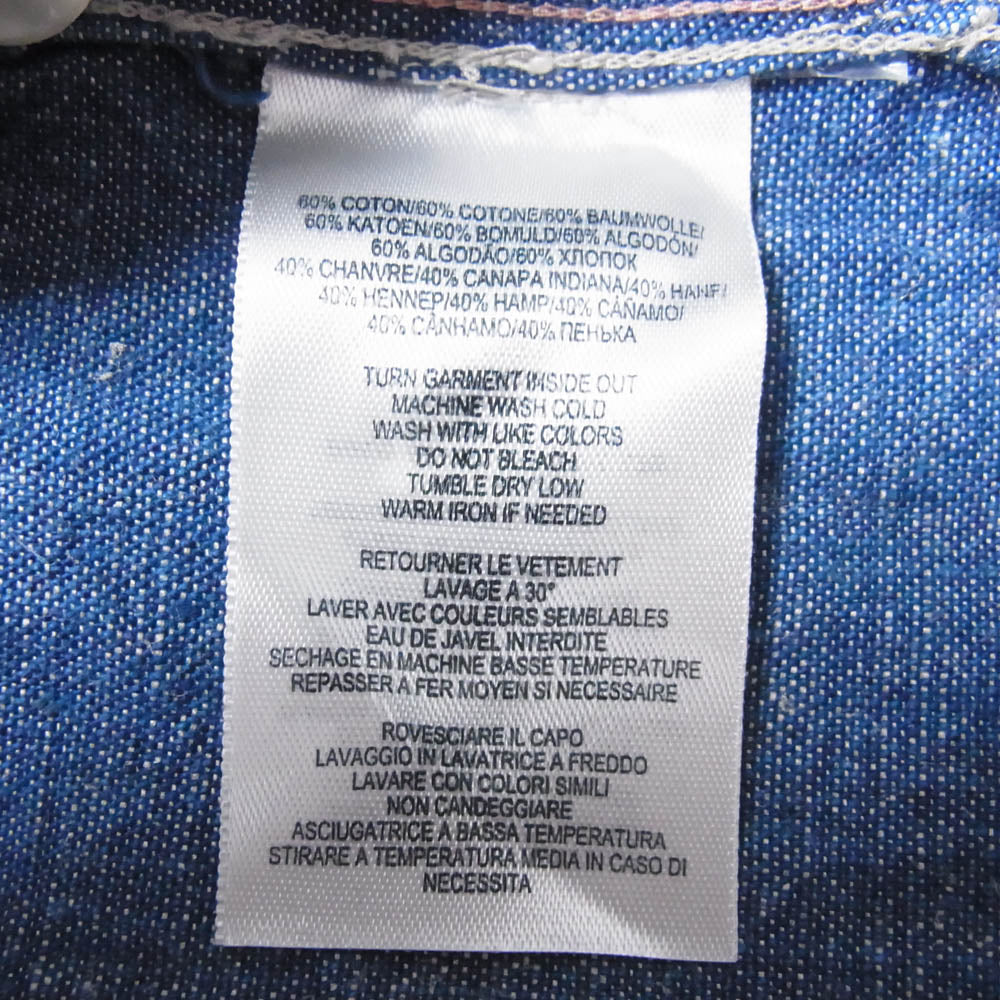 60% COTON/60% COTONE/60% BAUMWOLLE/
60% KATOEN/60% BOMULD/60% ALGODÓN/
60% ALGODÃO/60% ХЛОПОК
40% CHANVRE/40% CANAPA INDIANA/40% HANF/
40% HENNEP/40% HAMP/40% CÁÑAMO/
40% CÂNHAMO/40% ПЕНЬКА
TURN GARMENT INSIDE OUT
MACHINE WASH COLD
WASH WITH LIKE COLORS
DO NOT BLEACH
TUMBLE DRY LOW
WARM IRON IF NEEDED
RETOURNER LE VETEMENT
LAVAGE A 30°
LAVER AVEC COULEURS SEMBLABLES
EAU DE JAVEL INTERDITE
SECHAGE EN MACHINE BASSE TEMPERATURE
REPASSER A FER MOYEN SI NECESSAIRE
ROVESCIARE IL CAPO
LAVAGGIO IN LAVATRICE A FREDDO
LAVARE CON COLORI SIMILI
NON CANDEGGIARE
ASCIUGATRICE A BASSA TEMPERATURA
STIRARE A TEMPERATURA MEDIA IN CASO DI
NECESSITA